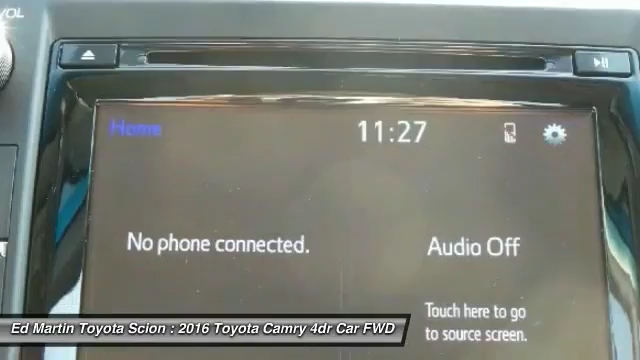 VOL
Home
11:27
No phone connected.
Audio Off
Touch here to go
to source screen.
Ed Martin Toyota Scion : 2016 Toyota Camry 4dr Car FWD